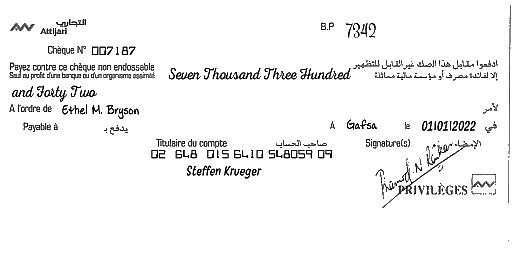 التجاري
Attijari
B.P 7342
Chèque N° 007187
Payez contre ce chèque non endossable
Seven Thousand Three Hundred
ادفعوا مقابل هذا الصك غير القابل للتظهير
Sauf au profit d'une banque ou d'un organisme assimilé
إلا لفائدة مصرف أو مؤسسة مالية مماثلة
and Forty Two
A l'ordre de Ethel M. Bryson
لأمر
Payable à
يدفع بـ
A Gafsa le 01/01/2022 في
Titulaire du compte
صاحب الحساب
Signature(s)
الإمضاء
02 648 015 6410 548059 09
Steffen Krueger
PRIVILÈGES